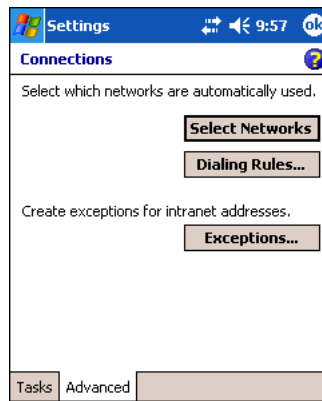 Settings 9:57 ok
Connections ?
Select which networks are automatically used.
Select Networks
Dialing Rules...
Create exceptions for intranet addresses.
Exceptions...
Tasks Advanced